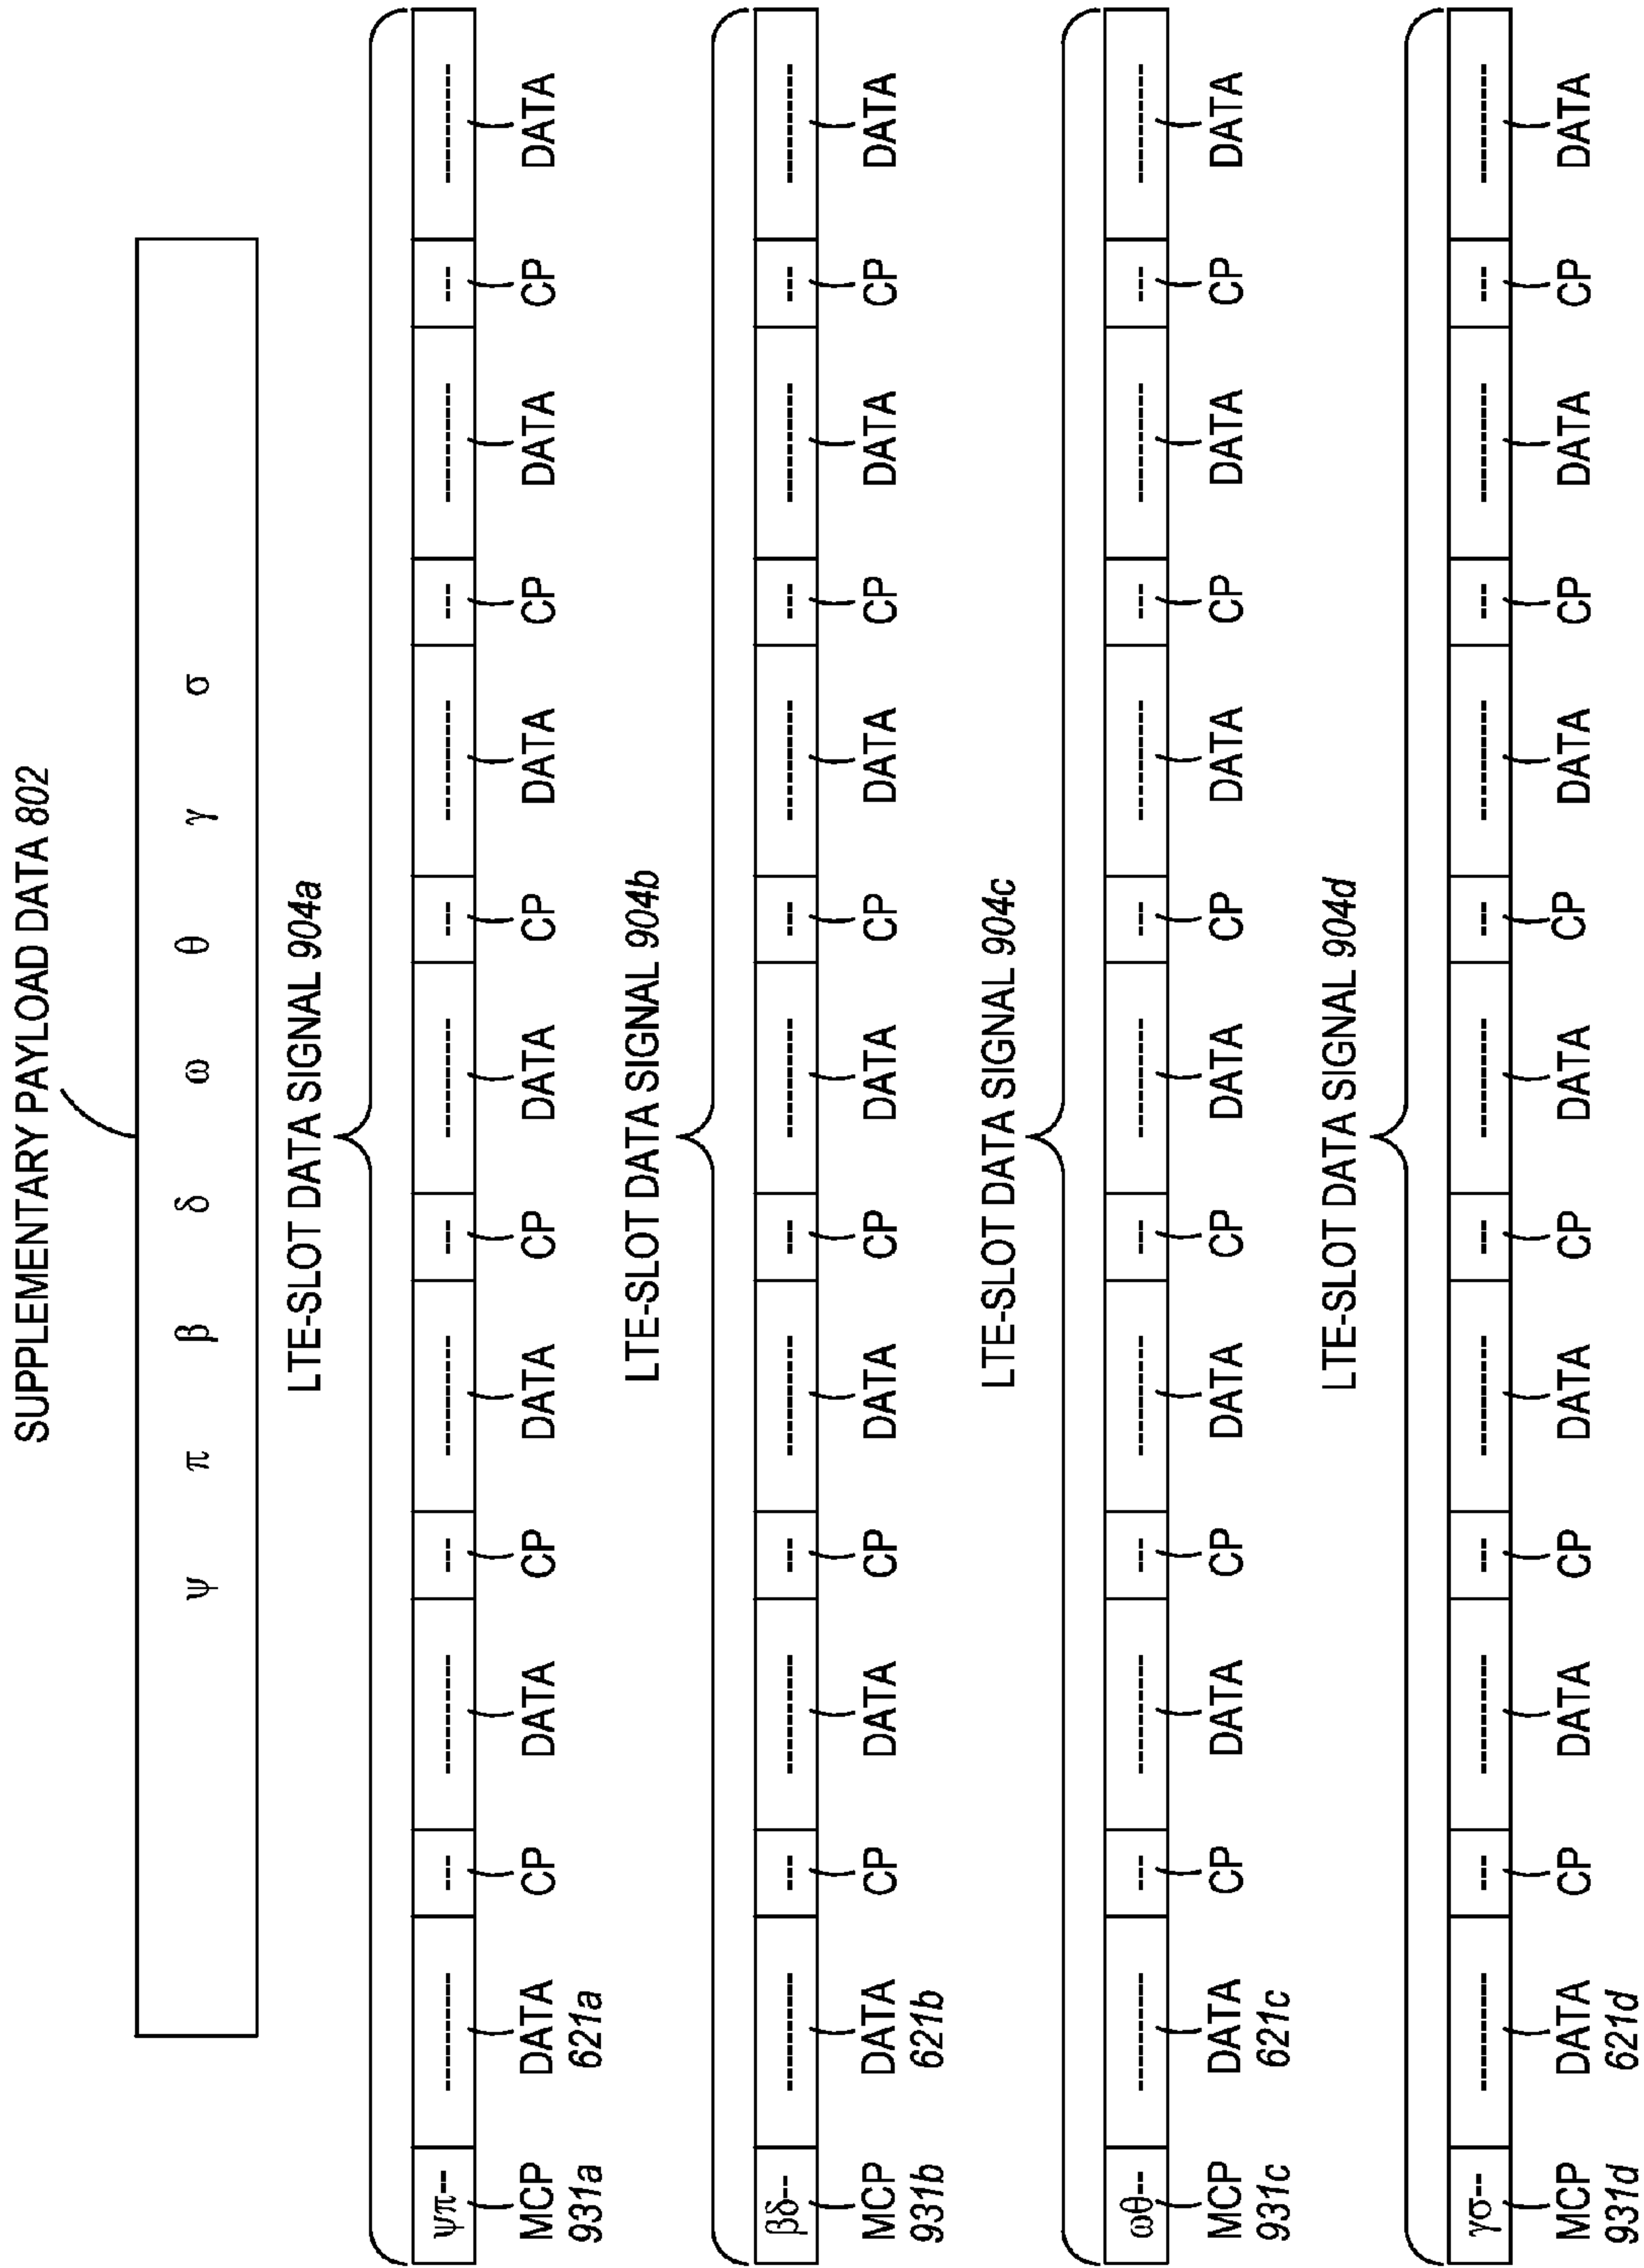 SUPPLEMENTARY PAYLOAD DATA 802
ψ π β δ ω θ γ σ
LTE-SLOT DATA SIGNAL 904a
ψπ--
MCP DATA CP DATA CP DATA CP DATA CP DATA CP DATA CP DATA
931a 621a
LTE-SLOT DATA SIGNAL 904b
βδ--
MCP DATA CP DATA CP DATA CP DATA CP DATA CP DATA CP DATA
931b 621b
LTE-SLOT DATA SIGNAL 904c
ωθ--
MCP DATA CP DATA CP DATA CP DATA CP DATA CP DATA CP DATA
931c 621c
LTE-SLOT DATA SIGNAL 904d
γσ--
MCP DATA CP DATA CP DATA CP DATA CP DATA CP DATA CP DATA
931d 621d